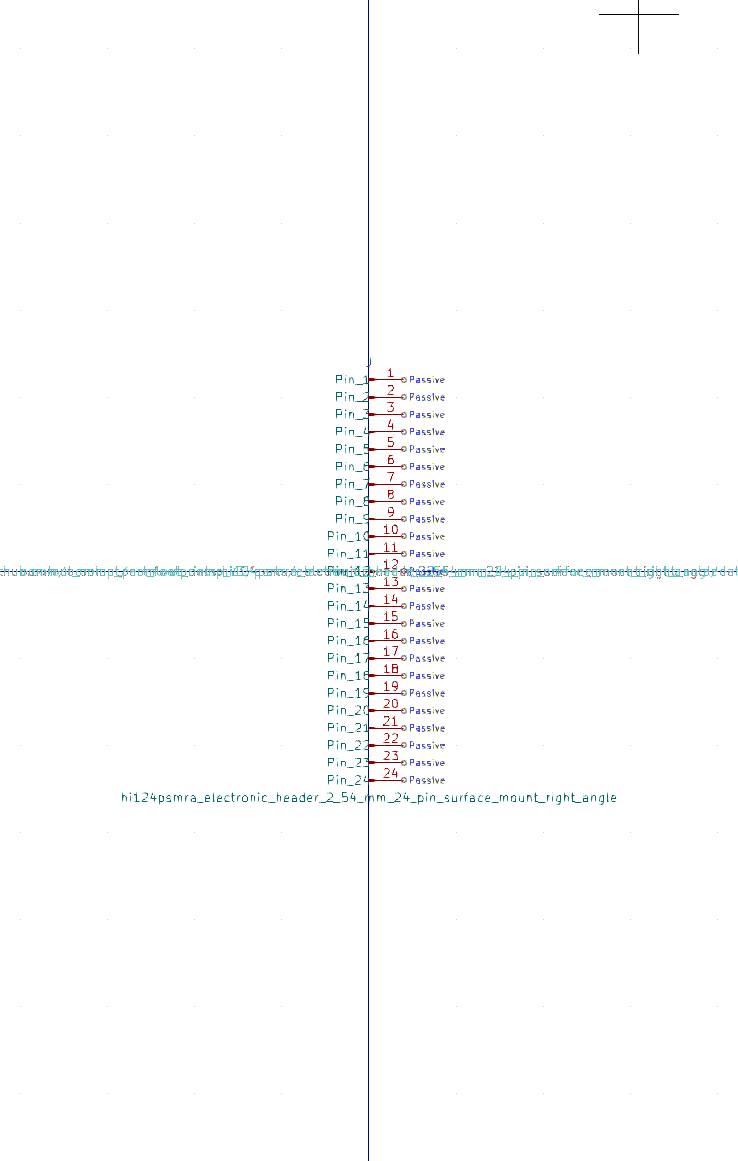 J
Pin_1 1 Passive
Pin_2 2 Passive
Pin_3 3 Passive
Pin_4 4 Passive
Pin_5 5 Passive
Pin_6 6 Passive
Pin_7 7 Passive
Pin_8 8 Passive
Pin_9 9 Passive
Pin_10 10 Passive
Pin_11 11 Passive
12
Pin_13 13 Passive
Pin_14 14 Passive
Pin_15 15 Passive
Pin_16 16 Passive
Pin_17 17 Passive
Pin_18 18 Passive
Pin_19 19 Passive
Pin_20 20 Passive
Pin_21 21 Passive
Pin_22 22 Passive
Pin_23 23 Passive
Pin_24 24 Passive
hi124psmra_electronic_header_2_54_mm_24_pin_surface_mount_right_angle